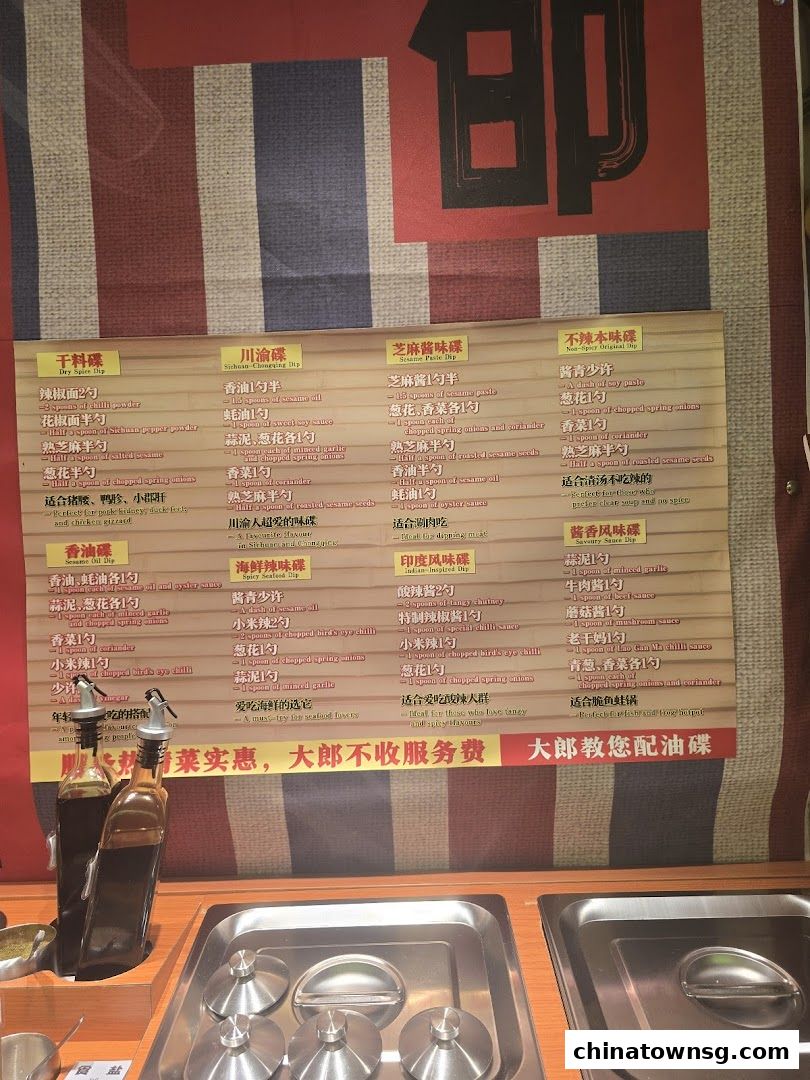 郎
干料碟
Dry Spice Dip
辣椒面2勺
- 2 spoons of chilli powder
花椒面半勺
- Half a spoon of Sichuan pepper powder
熟芝麻半勺
- Half a spoon of salted sesame
葱花半勺
- Half a spoon of chopped spring onions
适合猪腰、鸭胗、小郡肝
- Perfect for pork kidney, duck feet,
and chicken gizzard
香油碟
Sesame Oil Dip
香油、蚝油各1勺
- 1 spoon each of sesame oil and oyster sauce
蒜泥、葱花各1勺
- 1 spoon each of minced garlic
and chopped spring onions
香菜1勺
- 1 spoon of coriander
小米辣1勺
- 1 spoon of chopped bird's eye chilli
少许
- A dash of vinegar
年轻 吃的搭配
川渝碟
Sichuan-Chongqing Dip
香油1勺半
- 1.5 spoons of sesame oil
蚝油1勺
- 1 spoon of sweet soy sauce
蒜泥、葱花各1勺
- 1 spoon each of minced garlic
and chopped spring onions
香菜1勺
- 1 spoon of coriander
熟芝麻半勺
- Half a spoon of roasted sesame seeds
川渝人超爱的味碟
- A favourite flavour
in Sichuan and Chongqing
海鲜辣味碟
Spicy Seafood Dip
酱青少许
- A dash of sesame oil
小米辣2勺
- 2 spoons of chopped bird's eye chilli
葱花1勺
- 1 spoon of chopped spring onions
蒜泥1勺
- 1 spoon of minced garlic
爱吃海鲜的选它
- A must-try for seafood lovers
芝麻酱味碟
Sesame Paste Dip
芝麻酱1勺半
- 1.5 spoons of sesame paste
葱花、香菜各1勺
- 1 spoon each of
chopped spring onions and coriander
熟芝麻半勺
- Half a spoon of roasted sesame seeds
香油半勺
- Half a spoon of sesame oil
蚝油1勺
- 1 spoon of oyster sauce
适合涮肉吃
- Ideal for dipping meat
印度风味碟
Indian-Inspired Dip
酸辣酱2勺
- 2 spoons of tangy chutney
特制辣椒酱1勺
- 1 spoon of special chilli sauce
小米辣1勺
- 1 spoon of chopped bird's eye chilli
葱花1勺
- 1 spoon of chopped spring onions
适合爱吃酸辣人群
- Ideal for those who love tangy
and spicy flavours
不辣本味碟
Non-Spicy Original Dip
酱青少许
- A dash of soy paste
葱花1勺
- 1 spoon of chopped spring onions
香菜1勺
- 1 spoon of coriander
熟芝麻半勺
- Half a spoon of roasted sesame seeds
适合清汤不吃辣的
- Perfect for those who
prefer clear soup and no spice
酱香风味碟
Savoury Sauce Dip
蒜泥1勺
- 1 spoon of minced garlic
牛肉酱1勺
- 1 spoon of beef sauce
蘑菇酱1勺
- 1 spoon of mushroom sauce
老干妈1勺
- 1 spoon of Lao Gan Ma chilli sauce
青葱、香菜各1勺
- 1 spoon each of
chopped spring onions and coriander
适合脆鱼蛙锅
- Perfect for fish and frog hotpot
菜实惠，大郎不收服务费
大郎教您配油碟
盐
chinatownsg.com